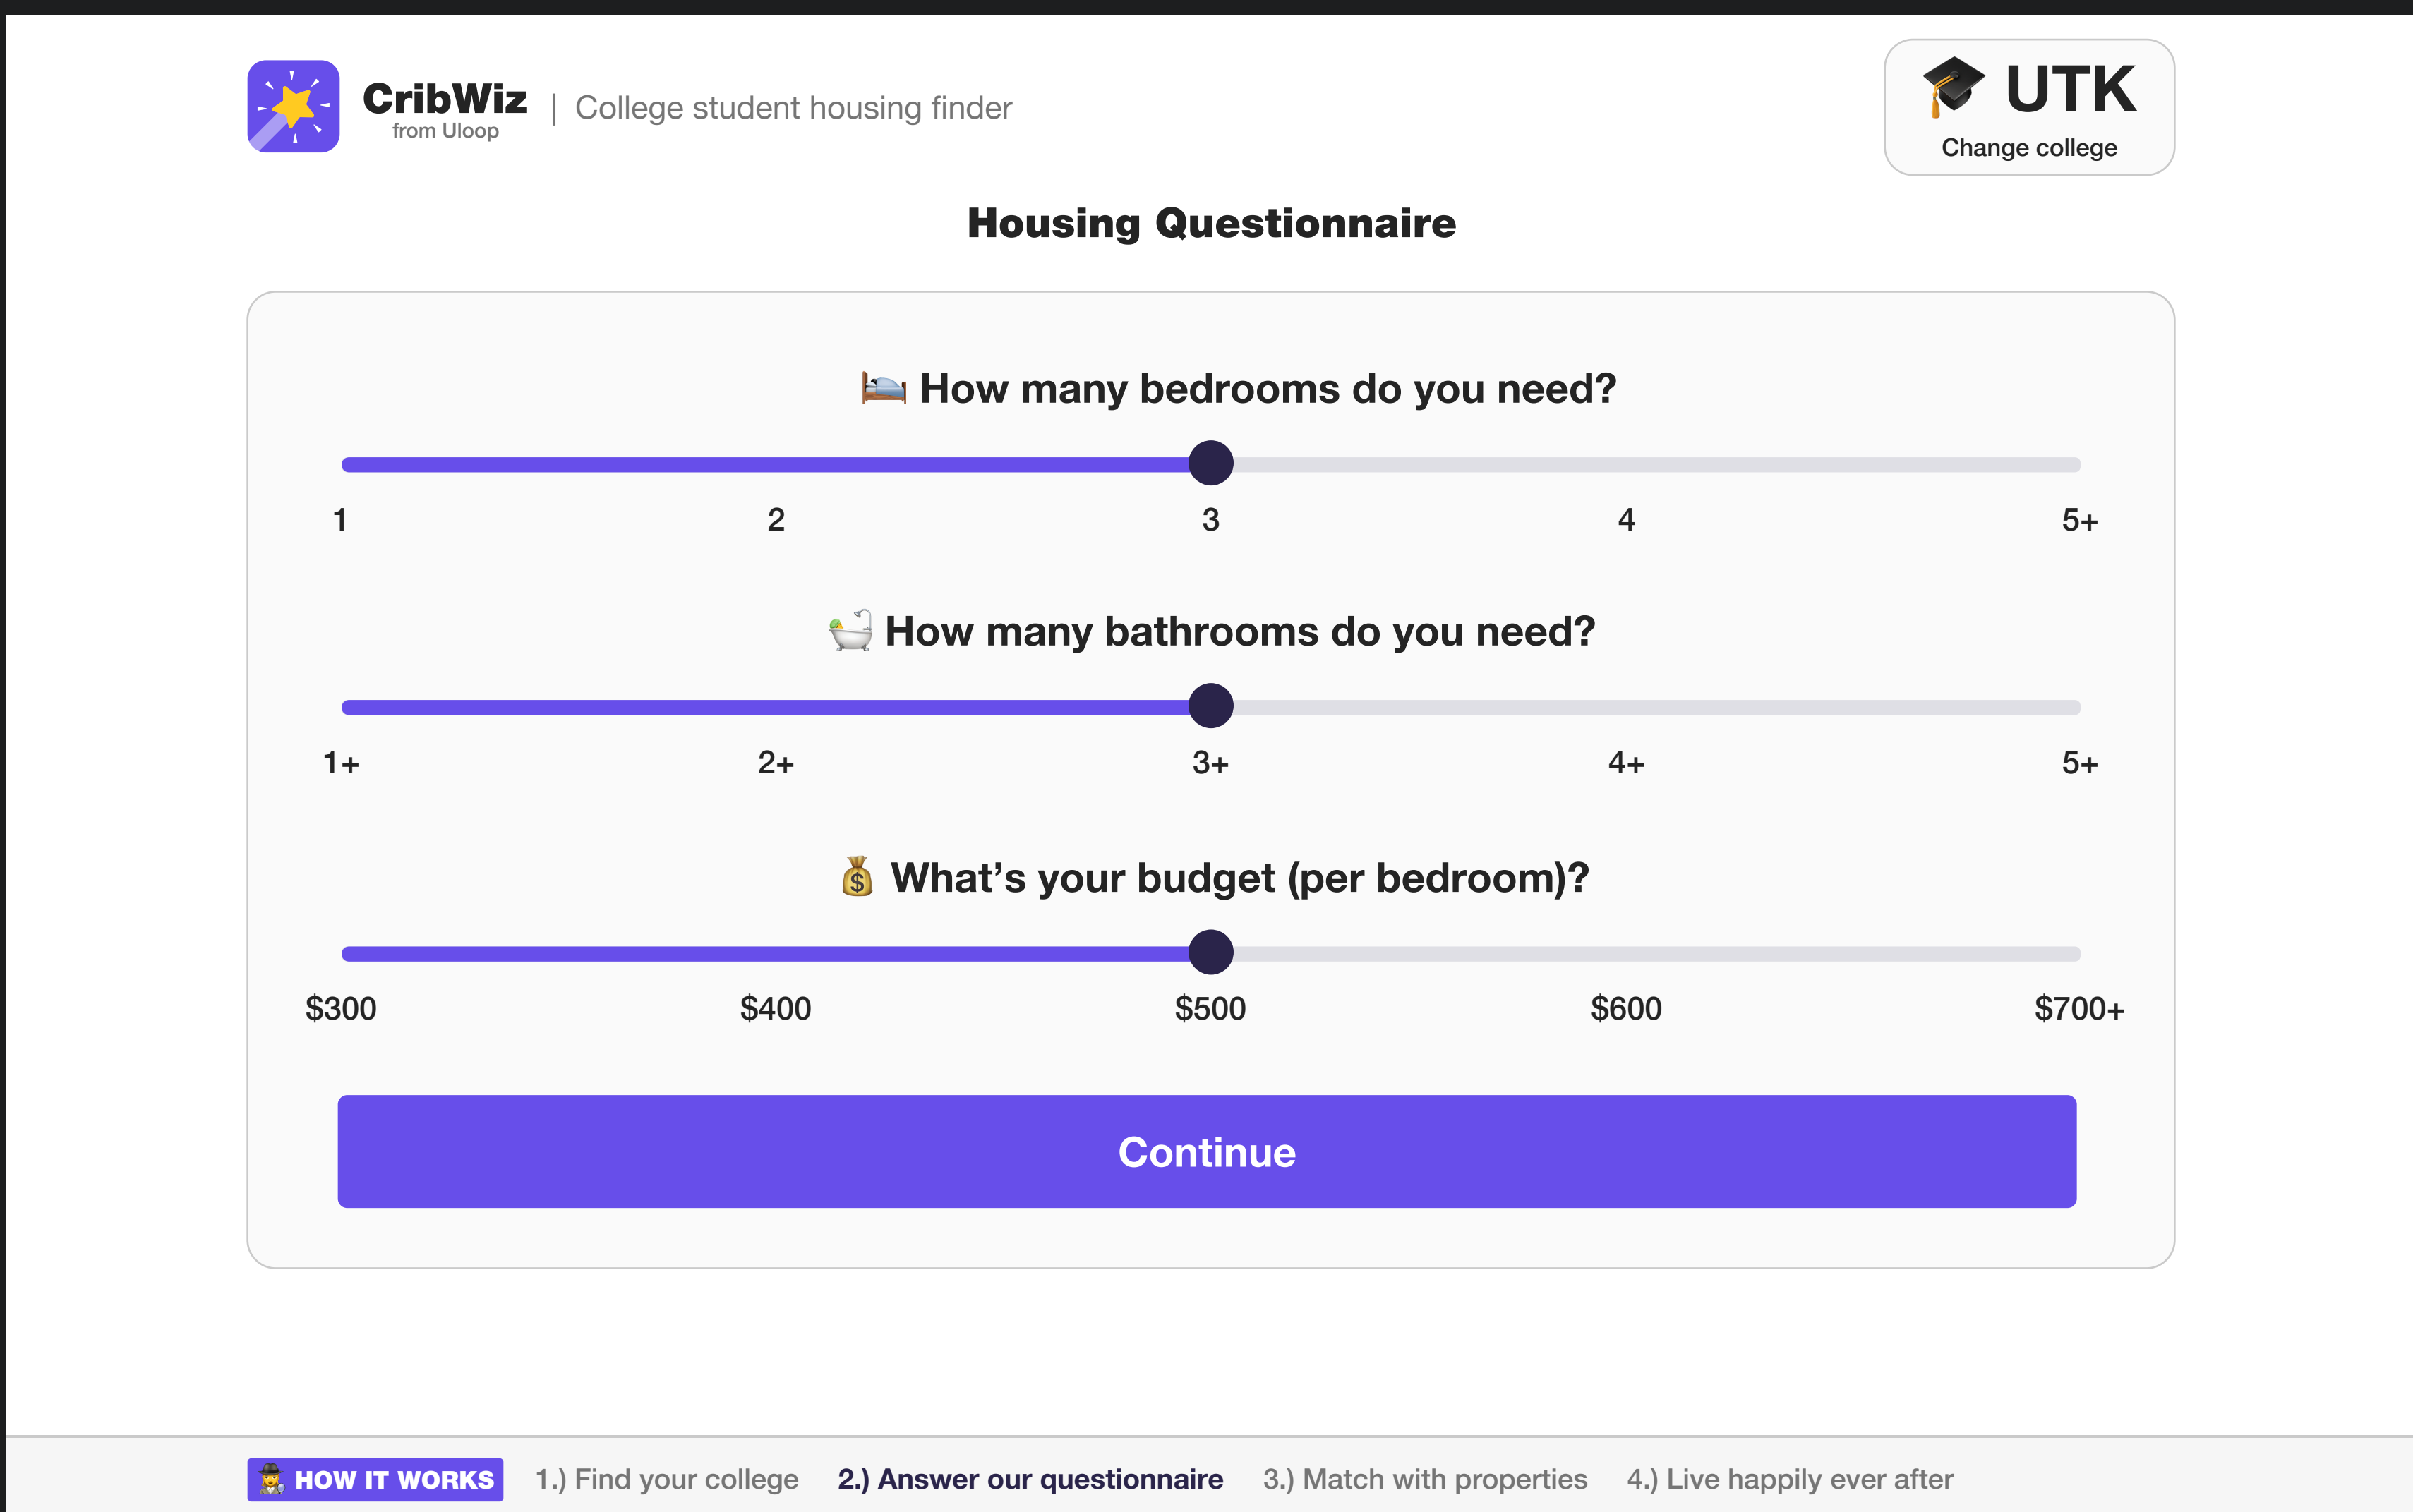 CribWiz
from Uloop
| College student housing finder
UTK
Change college
Housing Questionnaire
How many bedrooms do you need?
1 2 3 4 5+
How many bathrooms do you need?
1+ 2+ 3+ 4+ 5+
$ What’s your budget (per bedroom)?
$300 $400 $500 $600 $700+
Continue
HOW IT WORKS 1.) Find your college 2.) Answer our questionnaire 3.) Match with properties 4.) Live happily ever after